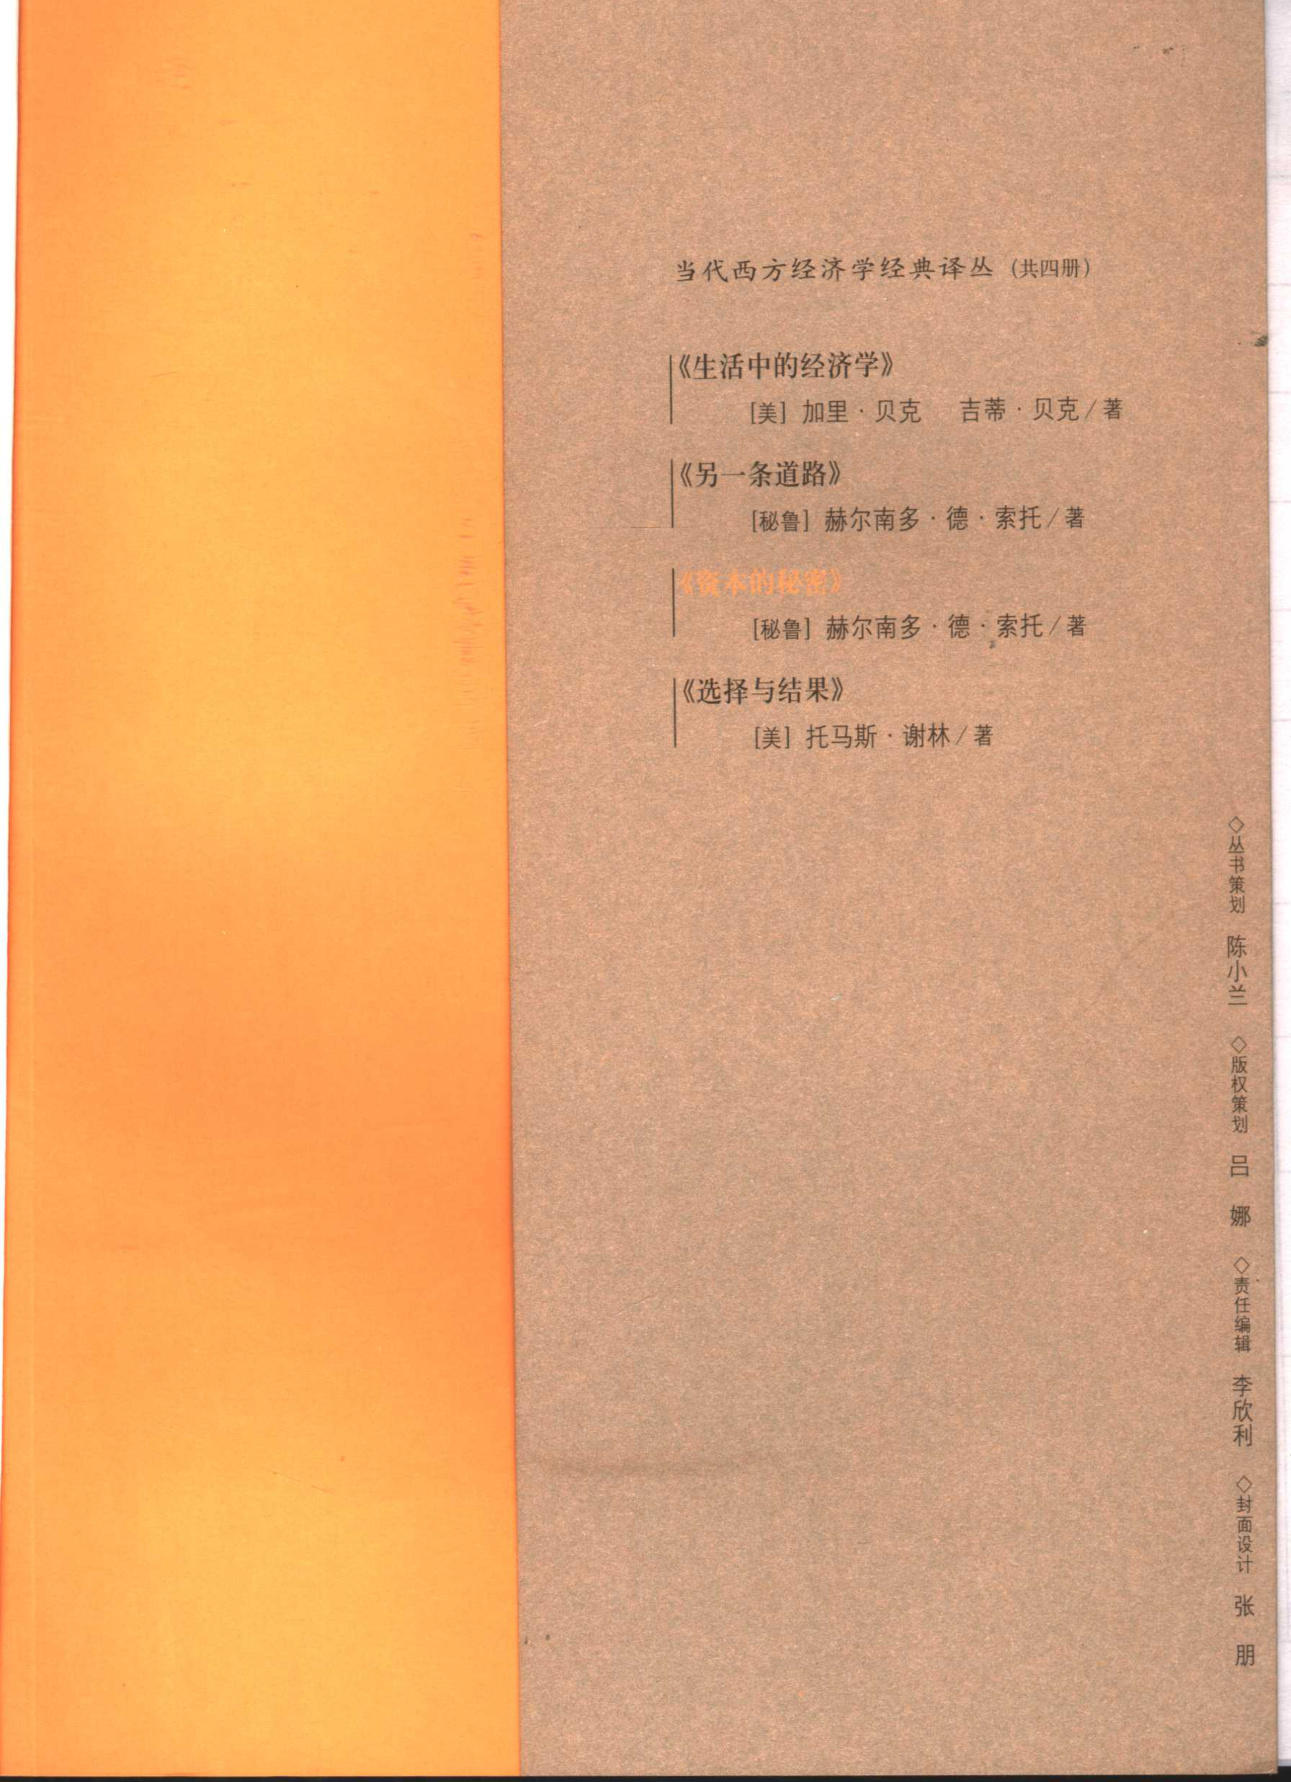 当代西方经济学经典译丛（共四册）
《生活中的经济学》
[美] 加里·贝克　吉蒂·贝克／著
《另一条道路》
[秘鲁] 赫尔南多·德·索托／著
《资本的秘密》
[秘鲁] 赫尔南多·德·索托／著
《选择与结果》
[美] 托马斯·谢林／著
◇丛书策划　陈小兰　◇版权策划　吕　娜　◇责任编辑　李欣利　◇封面设计　张　朋